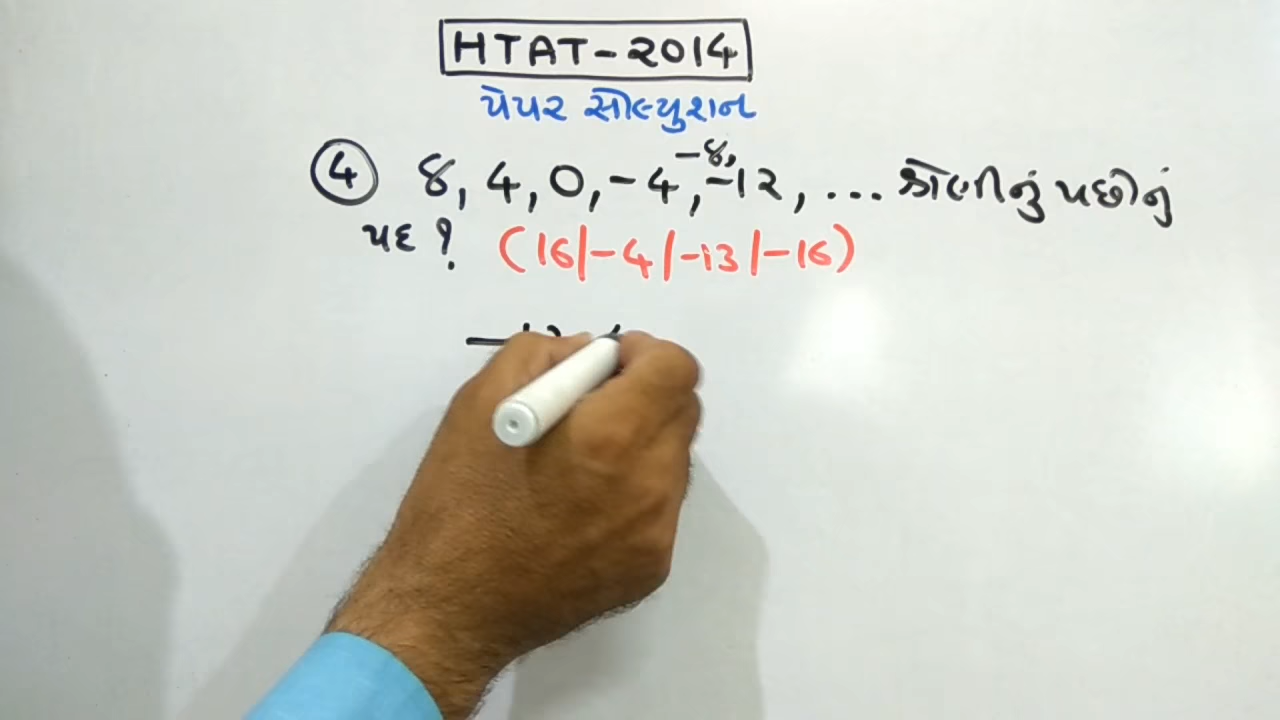 HTAT-2014
પેપર સોલ્યુશન
④ 8, 4, 0, -4, -8, -12, ... શ્રેણીનું પછીનું
પદ ? (16/-4/-13/-16)